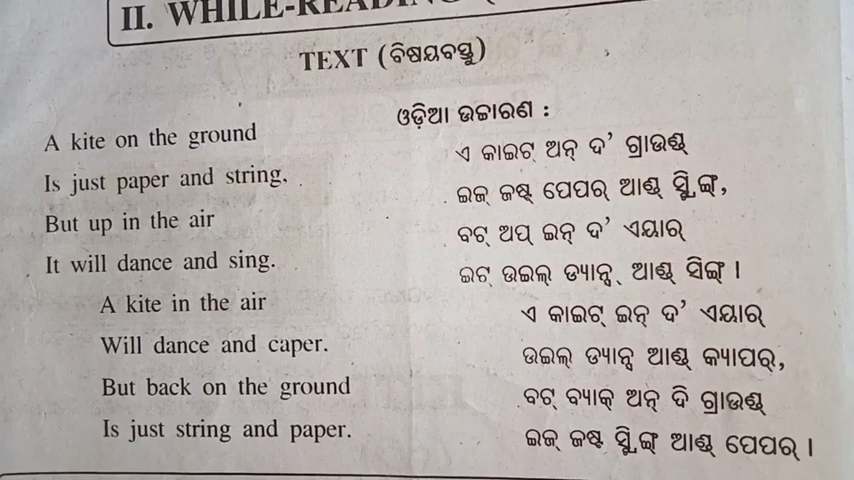 II. WHILE-READING (
TEXT (ବିଷୟବସ୍ତୁ)
ଓଡ଼ିଆ ଉଚ୍ଚାରଣ :
A kite on the ground
ଏ କାଇଟ୍ ଅନ୍ ଦ’ ଗ୍ରାଉଣ୍ଡ୍
Is just paper and string.
ଇଜ୍ ଜଷ୍ଟ୍ ପେପର୍ ଆଣ୍ଡ୍ ସ୍ଟ୍ରିଙ୍ଗ୍,
But up in the air
ବଟ୍ ଅପ୍ ଇନ୍ ଦ’ ଏୟାର୍
It will dance and sing.
ଇଟ୍ ଉଇଲ୍ ଡ୍ୟାନ୍ସ୍ ଆଣ୍ଡ୍ ସିଙ୍ଗ୍ ।
A kite in the air
ଏ କାଇଟ୍ ଇନ୍ ଦ’ ଏୟାର୍
Will dance and caper.
ଉଇଲ୍ ଡ୍ୟାନ୍ସ ଆଣ୍ଡ୍ କ୍ୟାପର୍,
But back on the ground
ବଟ୍ ବ୍ୟାକ୍ ଅନ୍ ଦି ଗ୍ରାଉଣ୍ଡ୍
Is just string and paper.
ଇଜ୍ ଜଷ୍ଟ ସ୍ଟ୍ରିଙ୍ଗ୍ ଆଣ୍ଡ୍ ପେପର୍ ।